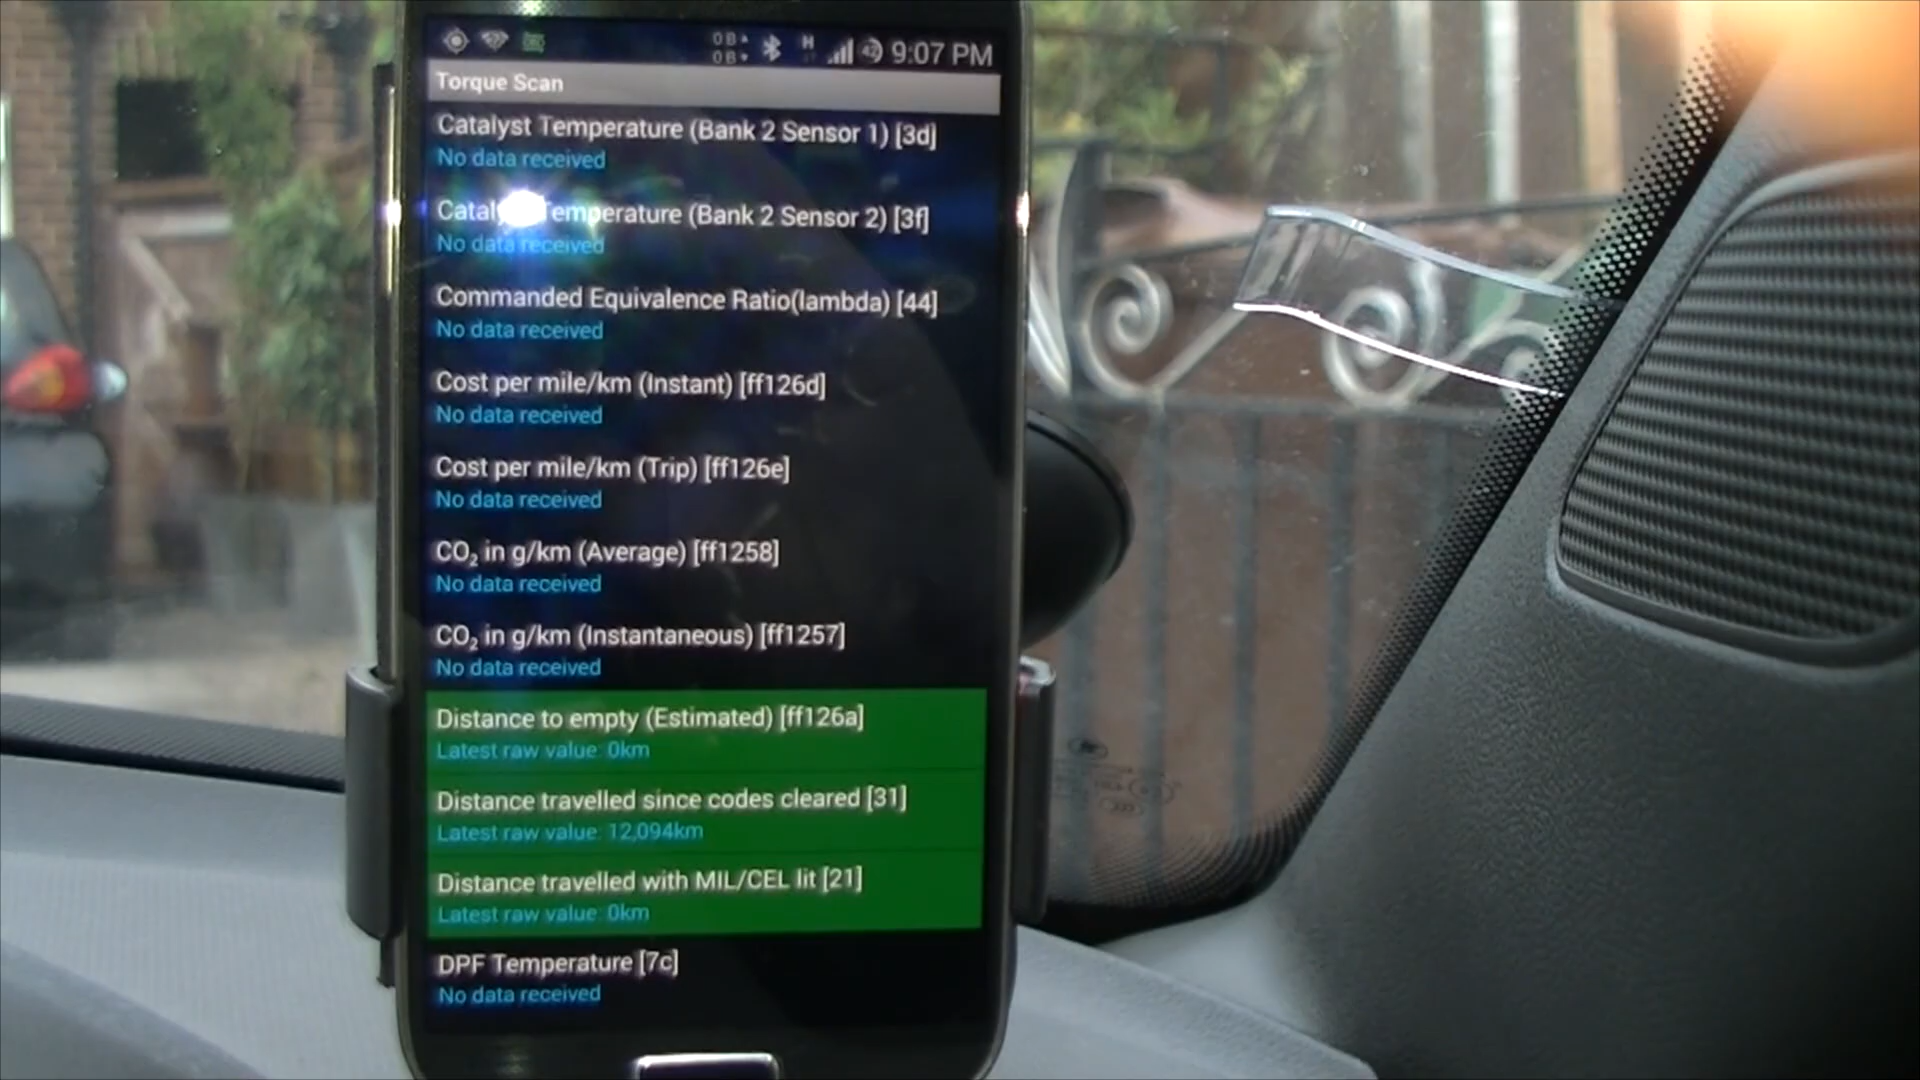 0B
0B
H
42
9:07 PM
Torque Scan
Catalyst Temperature (Bank 2 Sensor 1) [3d]
No data received
Catalyst Temperature (Bank 2 Sensor 2) [3f]
No data received
Commanded Equivalence Ratio(lambda) [44]
No data received
Cost per mile/km (Instant) [ff126d]
No data received
Cost per mile/km (Trip) [ff126e]
No data received
CO₂ in g/km (Average) [ff1258]
No data received
CO₂ in g/km (Instantaneous) [ff1257]
No data received
Distance to empty (Estimated) [ff126a]
Latest raw value: 0km
Distance travelled since codes cleared [31]
Latest raw value: 12,094km
Distance travelled with MIL/CEL lit [21]
Latest raw value: 0km
DPF Temperature [7c]
No data received